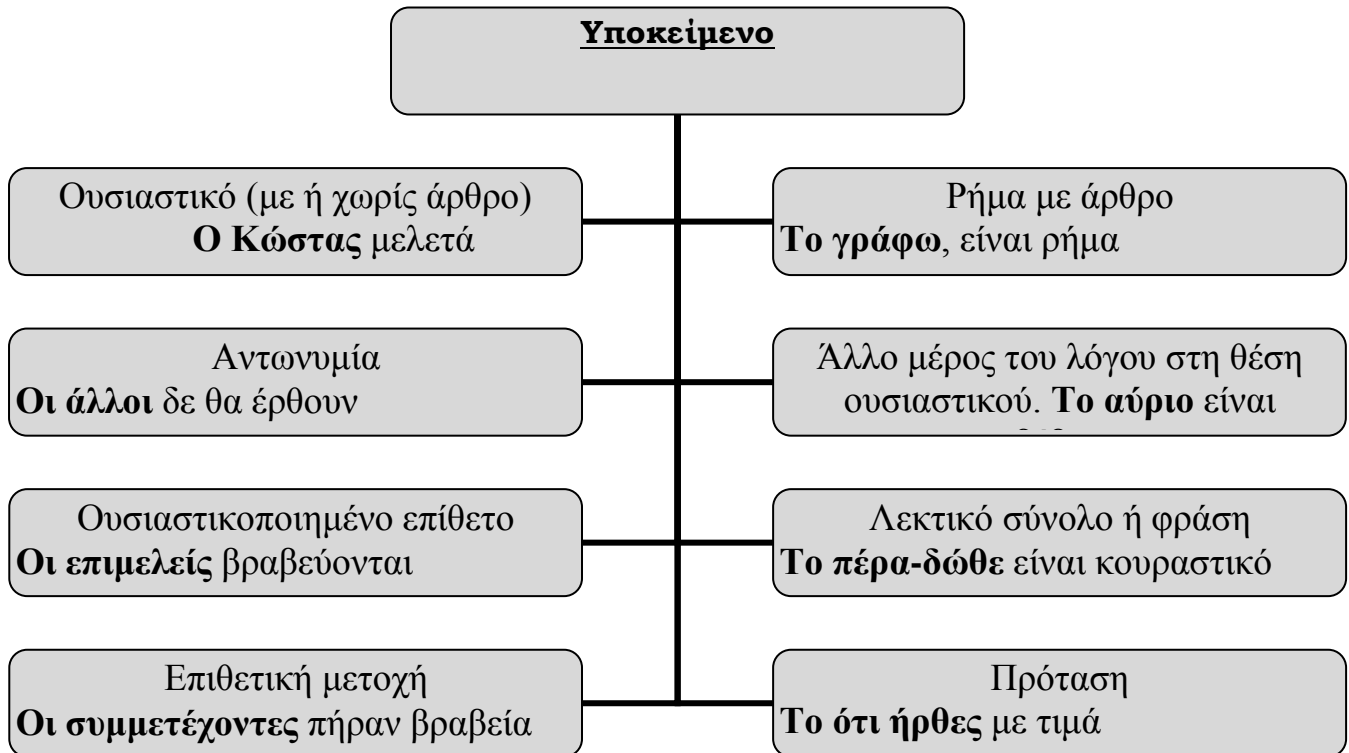 Υποκείμενο
Ουσιαστικό (με ή χωρίς άρθρο)
Ο Κώστας μελετά
Ρήμα με άρθρο
Το γράφω, είναι ρήμα
Αντωνυμία
Οι άλλοι δε θα έρθουν
Άλλο μέρος του λόγου στη θέση
ουσιαστικού. Το αύριο είναι
Ουσιαστικοποιημένο επίθετο
Οι επιμελείς βραβεύονται
Λεκτικό σύνολο ή φράση
Το πέρα-δώθε είναι κουραστικό
Επιθετική μετοχή
Οι συμμετέχοντες πήραν βραβεία
Πρόταση
Το ότι ήρθες με τιμά